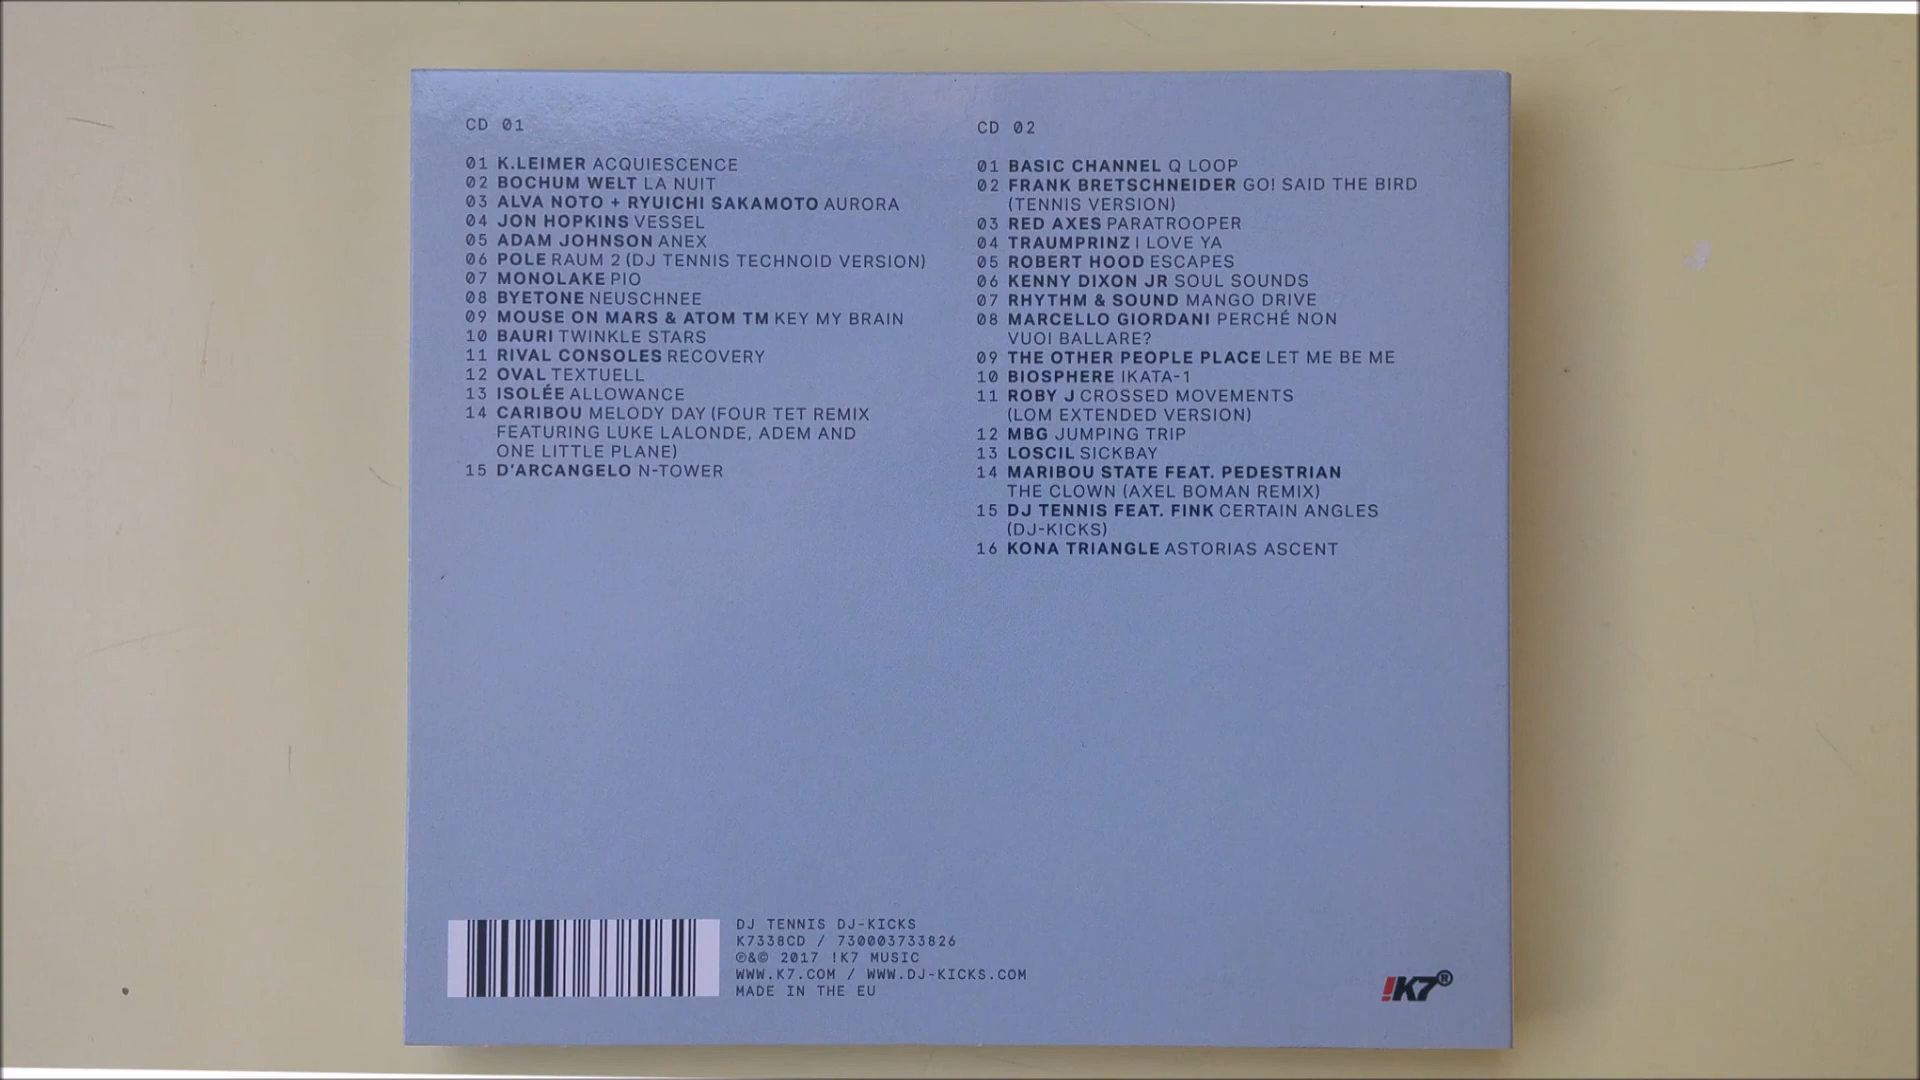 CD 01
01 K.LEIMER ACQUIESCENCE
02 BOCHUM WELT LA NUIT
03 ALVA NOTO + RYUICHI SAKAMOTO AURORA
04 JON HOPKINS VESSEL
05 ADAM JOHNSON ANEX
06 POLE RAUM 2 (DJ TENNIS TECHNOID VERSION)
07 MONOLAKE PIO
08 BYETONE NEUSCHNEE
09 MOUSE ON MARS & ATOM TM KEY MY BRAIN
10 BAURI TWINKLE STARS
11 RIVAL CONSOLES RECOVERY
12 OVAL TEXTUELL
13 ISOLÉE ALLOWANCE
14 CARIBOU MELODY DAY (FOUR TET REMIX
FEATURING LUKE LALONDE, ADEM AND
ONE LITTLE PLANE)
15 D'ARCANGELO N-TOWER
CD 02
01 BASIC CHANNEL Q LOOP
02 FRANK BRETSCHNEIDER GO! SAID THE BIRD
(TENNIS VERSION)
03 RED AXES PARATROOPER
04 TRAUMPRINZ I LOVE YA
05 ROBERT HOOD ESCAPES
06 KENNY DIXON JR SOUL SOUNDS
07 RHYTHM & SOUND MANGO DRIVE
08 MARCELLO GIORDANI PERCHÉ NON
VUOI BALLARE?
09 THE OTHER PEOPLE PLACE LET ME BE ME
10 BIOSPHERE IKATA-1
11 ROBY J CROSSED MOVEMENTS
(LOM EXTENDED VERSION)
12 MBG JUMPING TRIP
13 LOSCIL SICKBAY
14 MARIBOU STATE FEAT. PEDESTRIAN
THE CLOWN (AXEL BOMAN REMIX)
15 DJ TENNIS FEAT. FINK CERTAIN ANGLES
(DJ-KICKS)
16 KONA TRIANGLE ASTORIAS ASCENT
DJ TENNIS DJ-KICKS
K7338CD / 730003733826
℗&© 2017 !K7 MUSIC
WWW.K7.COM / WWW.DJ-KICKS.COM
MADE IN THE EU
!K7®